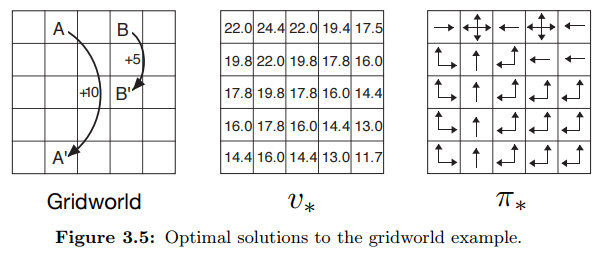 A B
+5
+10 B'
A'
22.0 24.4 22.0 19.4 17.5
19.8 22.0 19.8 17.8 16.0
17.8 19.8 17.8 16.0 14.4
16.0 17.8 16.0 14.4 13.0
14.4 16.0 14.4 13.0 11.7
Gridworld v* π*
Figure 3.5: Optimal solutions to the gridworld example.